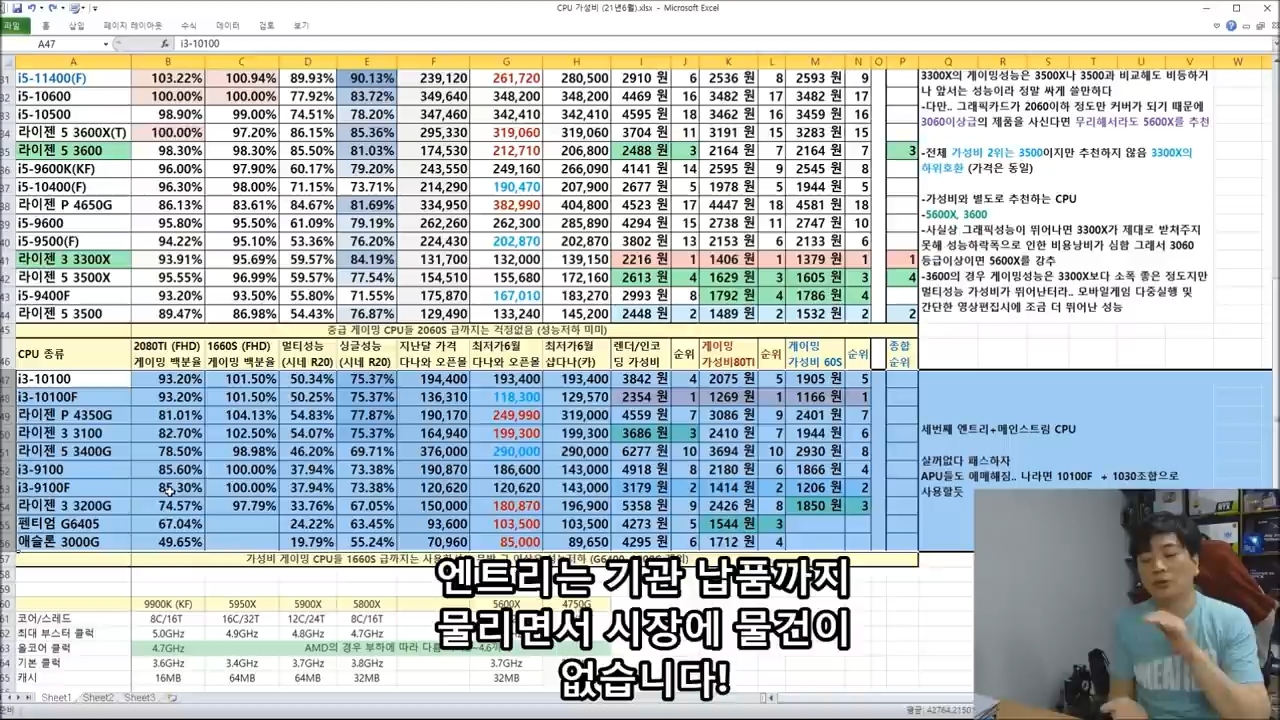 CPU 가성비 (21년6월).xlsx - Microsoft Excel
파일 홈 삽입 페이지 레이아웃 수식 데이터 검토 보기
A47 fx i3-10100
A B C D E F G H I J K L M N O P Q R S T U V W
i5-11400(F) 103.22% 100.94% 89.93% 90.13% 239,120 261,720 280,500 2910 원 6 2536 원 8 2593 원 9
i5-10600 100.00% 100.00% 77.92% 83.72% 349,640 348,200 348,200 4469 원 16 3482 원 17 3482 원 17
i5-10500 98.90% 99.00% 74.51% 78.20% 347,460 342,410 342,410 4595 원 18 3462 원 16 3459 원 16
라이젠 5 3600X(T) 100.00% 97.20% 86.15% 85.36% 295,330 319,060 319,060 3704 원 11 3191 원 15 3283 원 15
라이젠 5 3600 98.30% 98.30% 85.50% 81.03% 174,530 212,710 206,800 2488 원 3 2164 원 7 2164 원 7 3
i5-9600K(KF) 96.00% 97.90% 60.17% 79.20% 243,550 249,160 266,090 4141 원 14 2595 원 9 2545 원 8
i5-10400(F) 96.30% 98.00% 71.15% 73.71% 214,290 190,470 207,900 2677 원 5 1978 원 5 1944 원 5
라이젠 P 4650G 86.13% 83.61% 84.67% 81.69% 334,950 382,990 404,800 4523 원 17 4447 원 18 4581 원 18
i5-9600 95.80% 95.50% 61.09% 79.19% 262,260 262,300 285,890 4294 원 15 2738 원 11 2747 원 10
i5-9500(F) 94.22% 95.10% 53.36% 76.20% 224,430 202,870 202,870 3802 원 13 2153 원 6 2133 원 6
라이젠 3 3300X 93.91% 95.69% 59.57% 84.19% 131,700 132,000 139,700 2216 원 1 1406 원 1 1379 원 1 1
라이젠 5 3500X 95.55% 96.99% 59.57% 77.54% 154,510 155,680 172,160 2613 원 4 1629 원 3 1605 원 3 4
i5-9400F 93.20% 93.50% 55.80% 71.55% 175,870 167,010 183,270 2993 원 8 1792 원 4 1786 원 4
라이젠 5 3500 89.47% 86.98% 54.43% 76.87% 129,490 133,240 145,200 2448 원 2 1489 원 2 1532 원 2 2
중급 게이밍 CPU들 2060S 급까지는 걱정없음 (성능저하 미미)
CPU 종류 2080TI (FHD) 게이밍 백분율 1660S (FHD) 게이밍 백분율 멀티성능 (시네 R20) 싱글성능 (시네 R20) 지난달 가격 다나와 오픈몰 최저가6월 다나와 오픈몰 최저가6월 샵다나(카) 렌더/인코딩 가성비 순위 게이밍 가성비80TI 순위 게이밍 가성비 60S 순위 종합 순위
i3-10100 93.20% 101.50% 50.34% 75.37% 194,400 193,400 193,400 3842 원 4 2075 원 5 1905 원 5
i3-10100F 93.20% 101.50% 50.25% 75.37% 136,310 118,300 129,570 2354 원 1 1269 원 1 1166 원 1
라이젠 P 4350G 81.01% 104.13% 54.83% 77.87% 190,170 249,990 319,000 4559 원 7 3086 원 9 2401 원 7
라이젠 3 3100 82.70% 102.50% 54.07% 75.37% 164,940 199,300 199,300 3686 원 3 2410 원 7 1944 원 6
라이젠 5 3400G 78.50% 98.98% 46.20% 69.71% 376,000 290,000 290,000 6277 원 10 3694 원 10 2930 원 8
i3-9100 85.60% 100.00% 37.94% 73.38% 190,870 186,600 143,000 4918 원 8 2180 원 6 1866 원 4
i3-9100F 85.30% 100.00% 37.94% 73.38% 120,620 120,620 143,000 3179 원 2 1414 원 2 1206 원 2
라이젠 3 3200G 74.57% 97.79% 33.76% 67.05% 150,000 180,870 196,900 5358 원 9 2426 원 8 1850 원 3
펜티엄 G6405 67.04% 24.22% 63.45% 93,600 103,500 103,500 4273 원 5 1544 원 3
애슬론 3000G 49.65% 19.79% 55.24% 70,960 85,000 89,650 4295 원 6 1712 원 4
가성비 게이밍 CPU들 1660S 급까지는
3300X의 게이밍성능은 3500X나 3500과 비교해도 비등하거
나 앞서는 성능이라 정말 싸게 쓸만하다
-다만.. 그래픽카드가 2060이하 정도만 커버가 되기 때문에
3060이상급의 제품을 사신다면 무리해서라도 5600X를 추천
-전체 가성비 2위는 3500이지만 추천하지 않음 3300X의
하위호환 (가격은 동일)
-가성비와 별도로 추천하는 CPU
-5600X, 3600
-사실상 그래픽성능이 뛰어나면 3300X가 제대로 받쳐주지
못해 성능하락폭으로 인한 비용낭비가 심함 그래서 3060
등급이상이면 5600X를 강추
-3600의 경우 게이밍성능은 3300X보다 소폭 좋은 정도지만
멀티성능 가성비가 뛰어난터라.. 모바일게임 다중실행 및
간단한 영상편집시에 조금 더 뛰어난 성능
세번째 엔트리+메인스트림 CPU
살꺼없다 패스하자
APU들도 애매해짐.. 나라면 10100F + 1030조합으로
사용할듯
9900K (KF) 5950X 5900X 5800X 5600X 4750G
코어/스레드 8C/16T 16C/32T 12C/24T 8C/16T
최대 부스터 클럭 5.0GHz 4.9GHz 4.8GHz 4.7GHz
올코어 클럭 4.7GHz AMD의 경우 부하에 따라 다름
기본 클럭 3.6GHz 3.4GHz 3.7GHz 3.8GHz 3.7GHz
캐시 16MB 64MB 64MB 32MB 32MB
엔트리는 기관 납품까지
물리면서 시장에 물건이
없습니다!
Sheet1 Sheet2 Sheet3